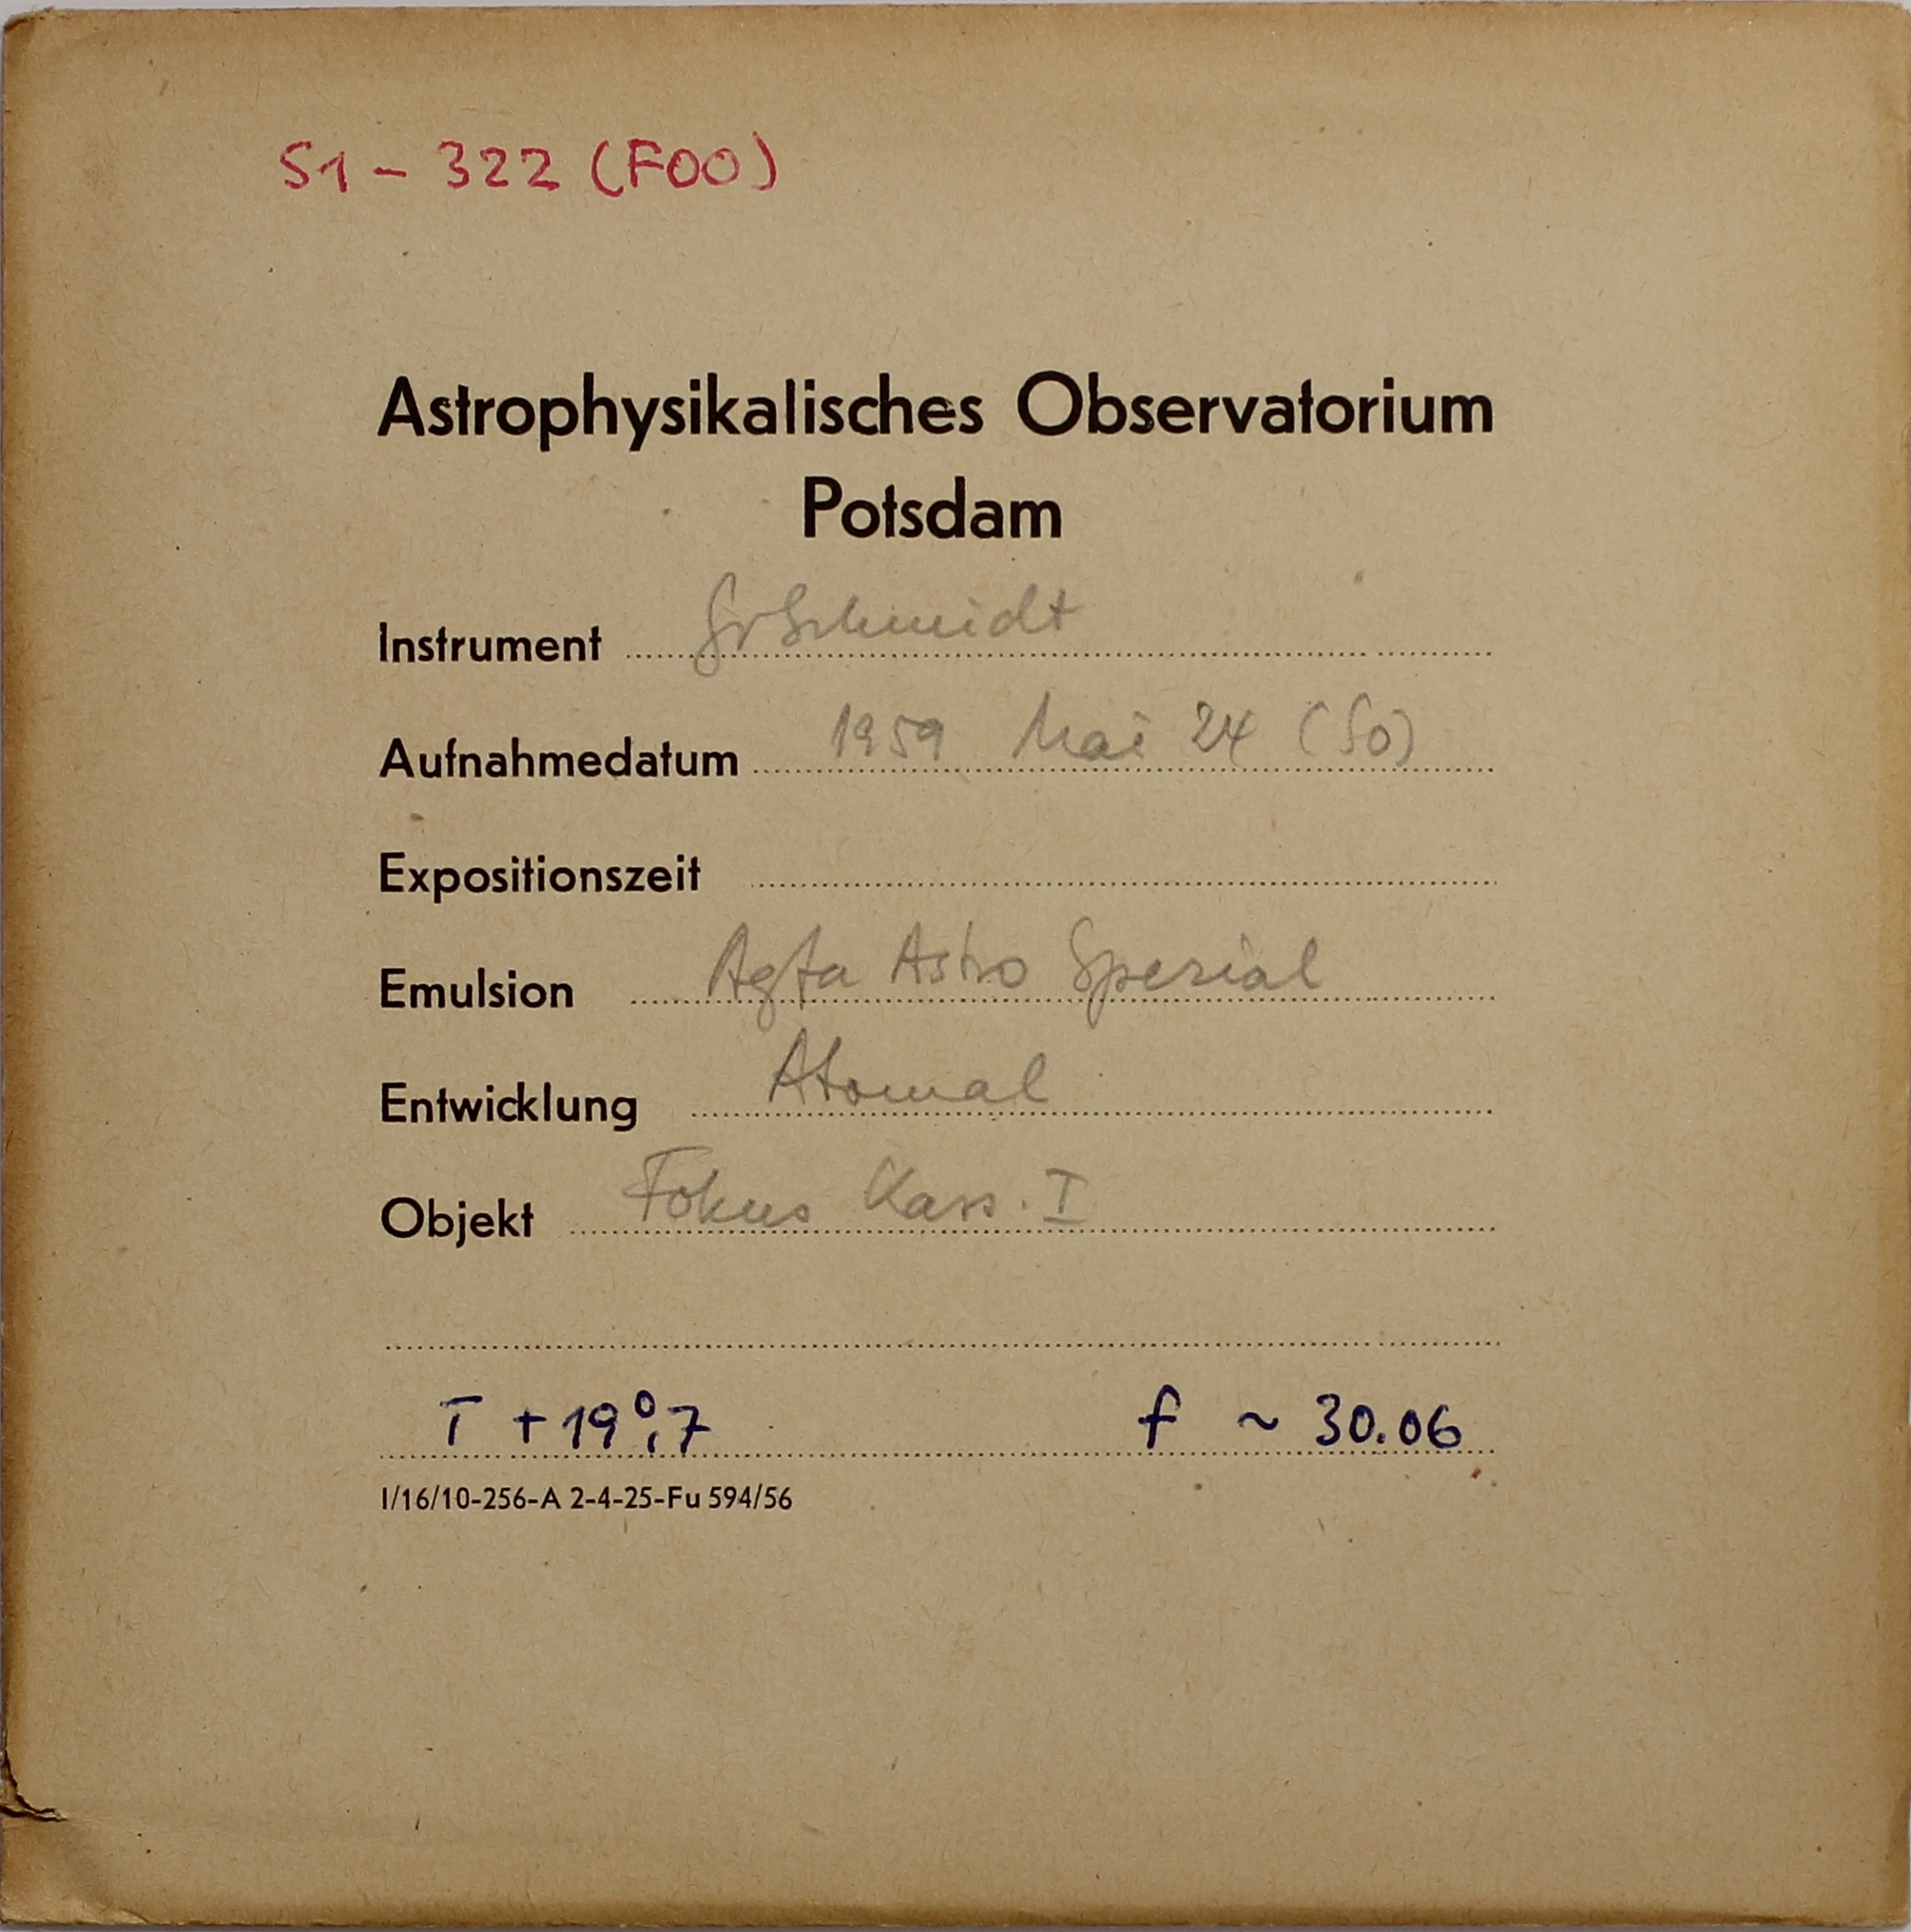 S1 - 322 (F00)
Astrophysikalisches Observatorium
Potsdam
Instrument Gr Schmidt
Aufnahmedatum 1959 Mai 24 (So)
Expositionszeit
Emulsion Agfa Astro Spezial
Entwicklung Atomal
Objekt Fokus Kass. I
T +19°,7 f ~ 30.06
I/16/10-256-A 2-4-25-Fu 594/56